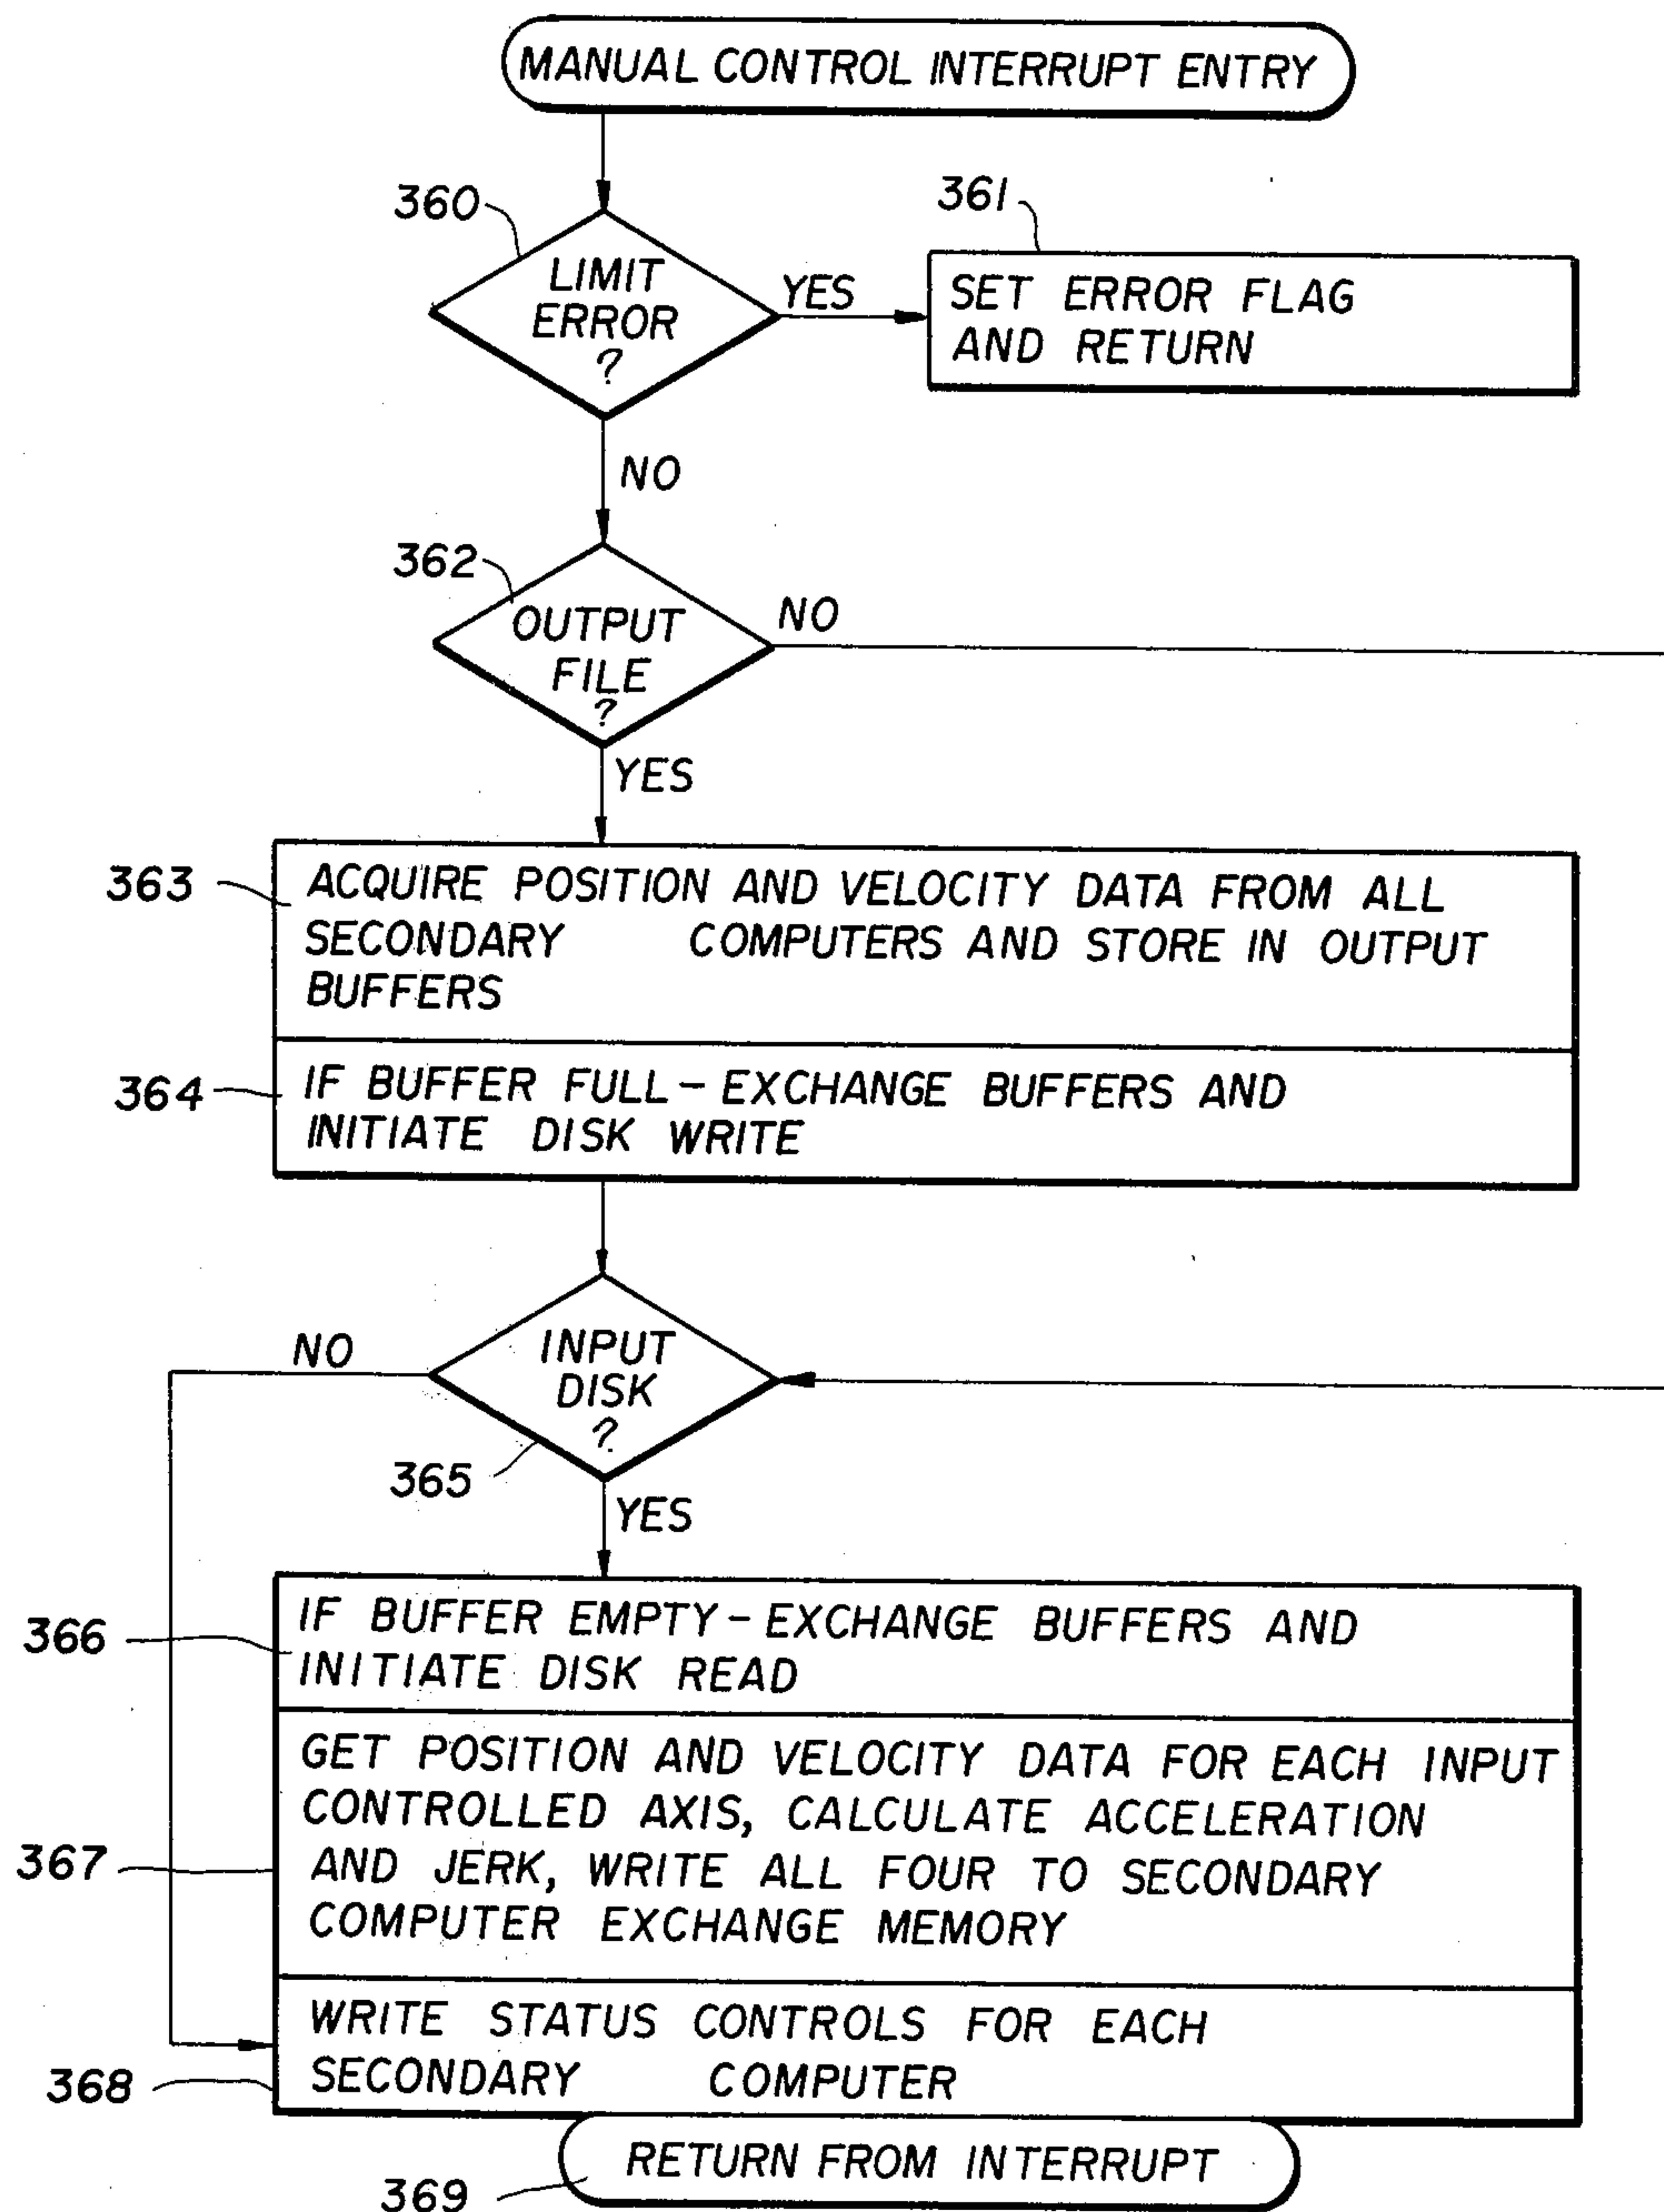 MANUAL CONTROL INTERRUPT ENTRY
360
361
LIMIT
ERROR
?
YES
SET ERROR FLAG
AND RETURN
NO
362
OUTPUT
FILE
?
NO
YES
363
ACQUIRE POSITION AND VELOCITY DATA FROM ALL
SECONDARY COMPUTERS AND STORE IN OUTPUT
BUFFERS
364
IF BUFFER FULL - EXCHANGE BUFFERS AND
INITIATE DISK WRITE
NO
INPUT
DISK
?
365
YES
366
IF BUFFER EMPTY - EXCHANGE BUFFERS AND
INITIATE DISK READ
367
GET POSITION AND VELOCITY DATA FOR EACH INPUT
CONTROLLED AXIS, CALCULATE ACCELERATION
AND JERK, WRITE ALL FOUR TO SECONDARY
COMPUTER EXCHANGE MEMORY
368
WRITE STATUS CONTROLS FOR EACH
SECONDARY COMPUTER
RETURN FROM INTERRUPT
369